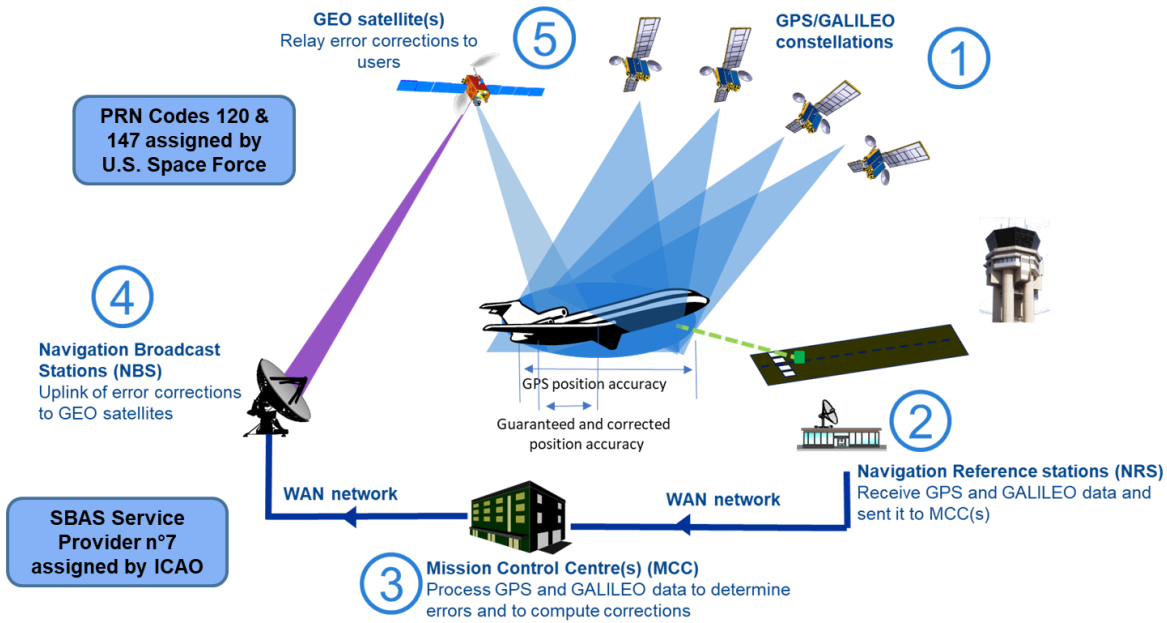 GEO satellite(s)
Relay error corrections to
users
5
GPS/GALILEO
constellations
1
PRN Codes 120 &
147 assigned by
U.S. Space Force
4
Navigation Broadcast
Stations (NBS)
Uplink of error corrections
to GEO satellites
GPS position accuracy
Guaranteed and corrected
position accuracy
2
Navigation Reference stations (NRS)
Receive GPS and GALILEO data and
sent it to MCC(s)
WAN network
WAN network
SBAS Service
Provider n°7
assigned by ICAO
3
Mission Control Centre(s) (MCC)
Process GPS and GALILEO data to determine
errors and to compute corrections